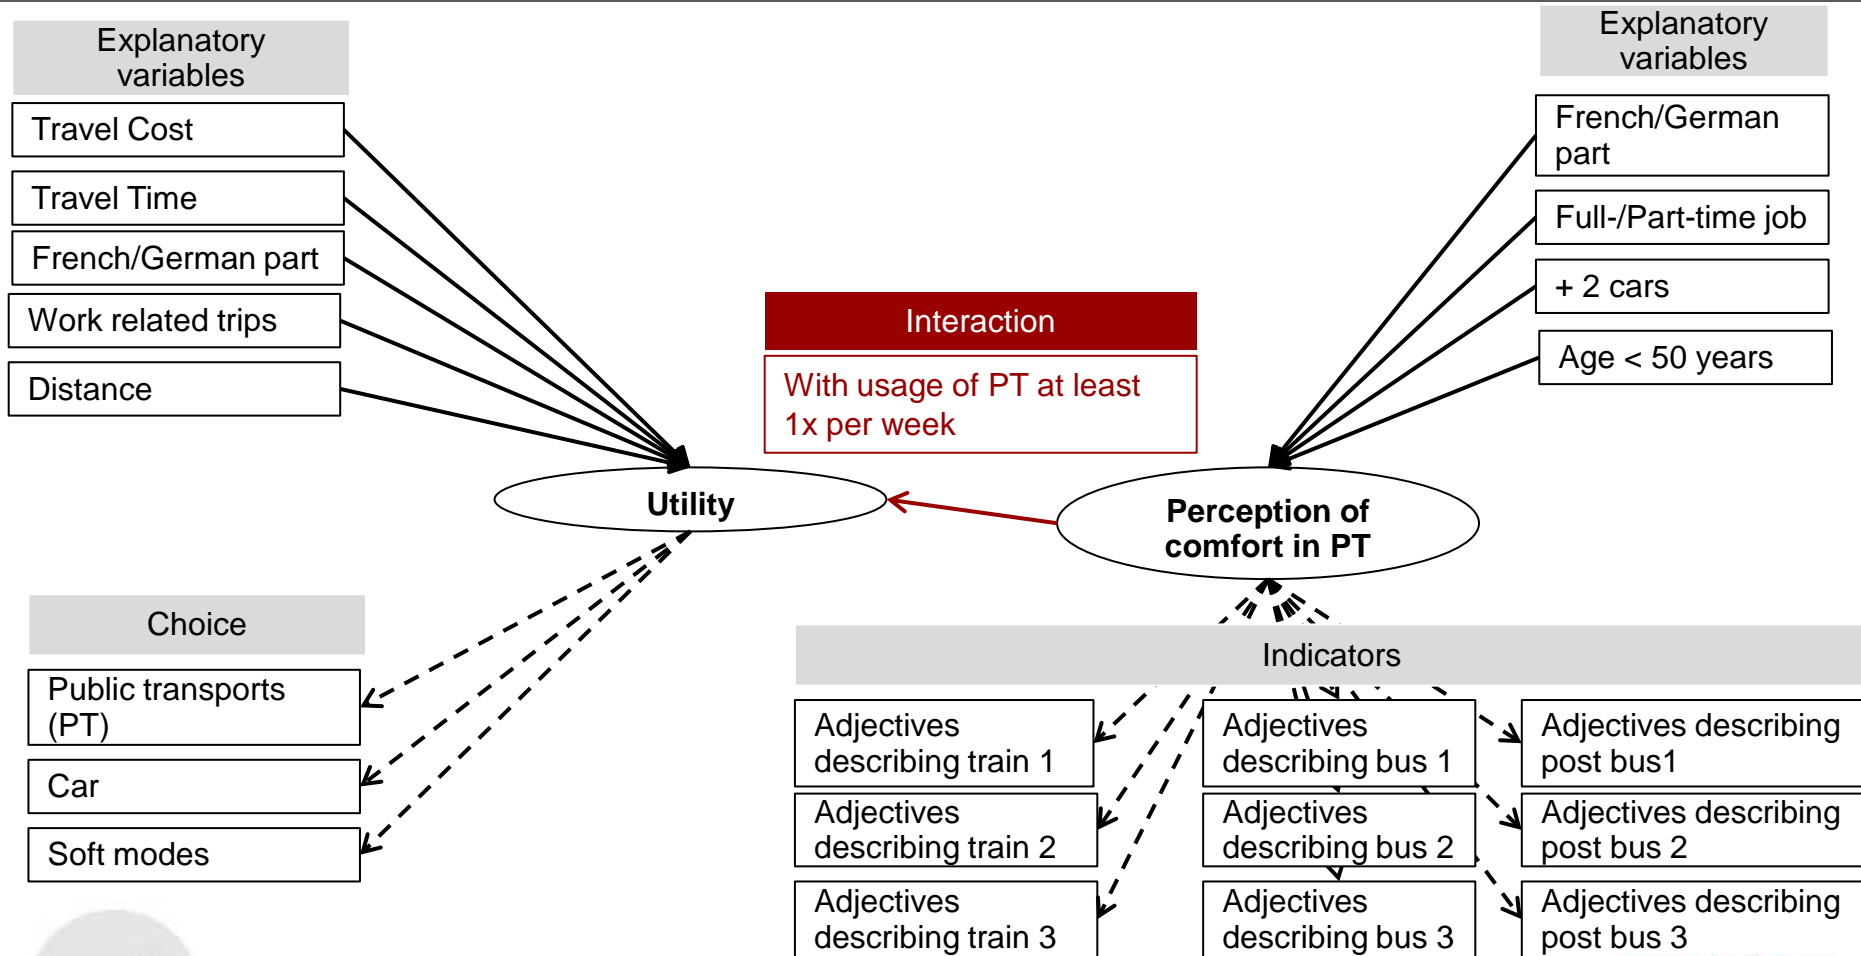 Explanatory
variables
Travel Cost
Travel Time
French/German part
Work related trips
Distance
Explanatory
variables
French/German
part
Full-/Part-time job
+ 2 cars
Age < 50 years
Interaction
With usage of PT at least
1x per week
Utility
Perception of
comfort in PT
Choice
Public transports
(PT)
Car
Soft modes
Indicators
Adjectives
describing train 1
Adjectives
describing bus 1
Adjectives describing
post bus1
Adjectives
describing train 2
Adjectives
describing bus 2
Adjectives describing
post bus 2
Adjectives
describing train 3
Adjectives
describing bus 3
Adjectives describing
post bus 3